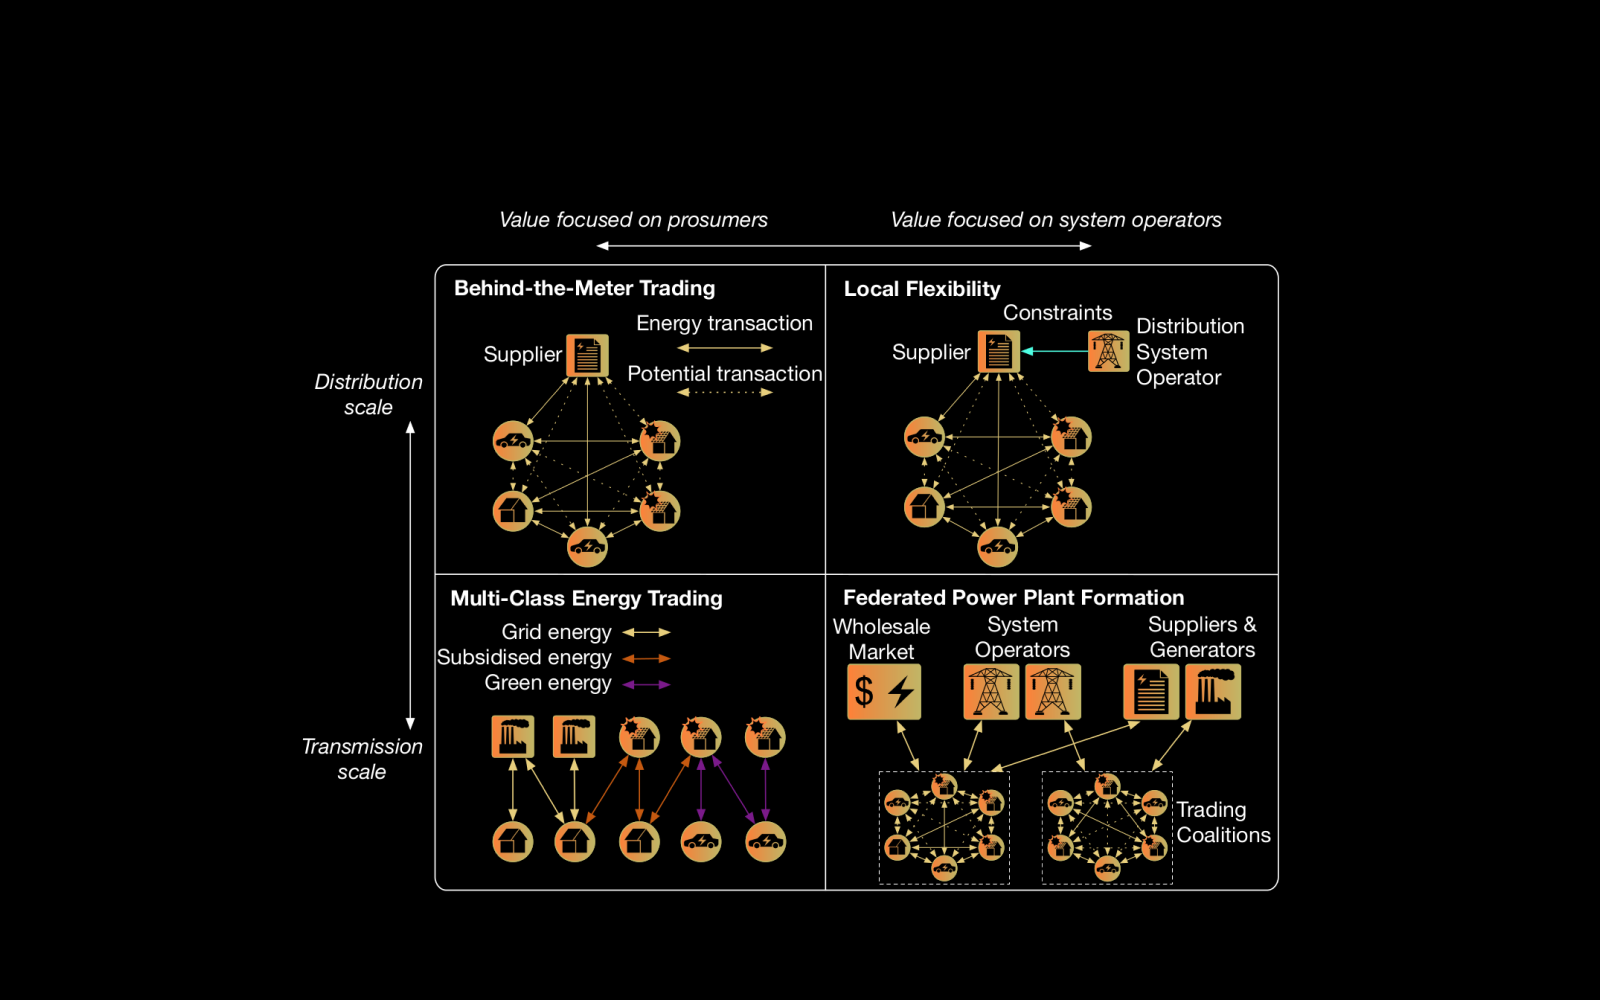 Value focused on prosumers
Value focused on system operators
Distribution
scale
Transmission
scale
Behind-the-Meter Trading
Energy transaction
Supplier
Potential transaction
Local Flexibility
Constraints
Supplier
Distribution
System
Operator
Multi-Class Energy Trading
Grid energy
Subsidised energy
Green energy
Federated Power Plant Formation
Wholesale
Market
System
Operators
Suppliers &
Generators
$
Trading
Coalitions